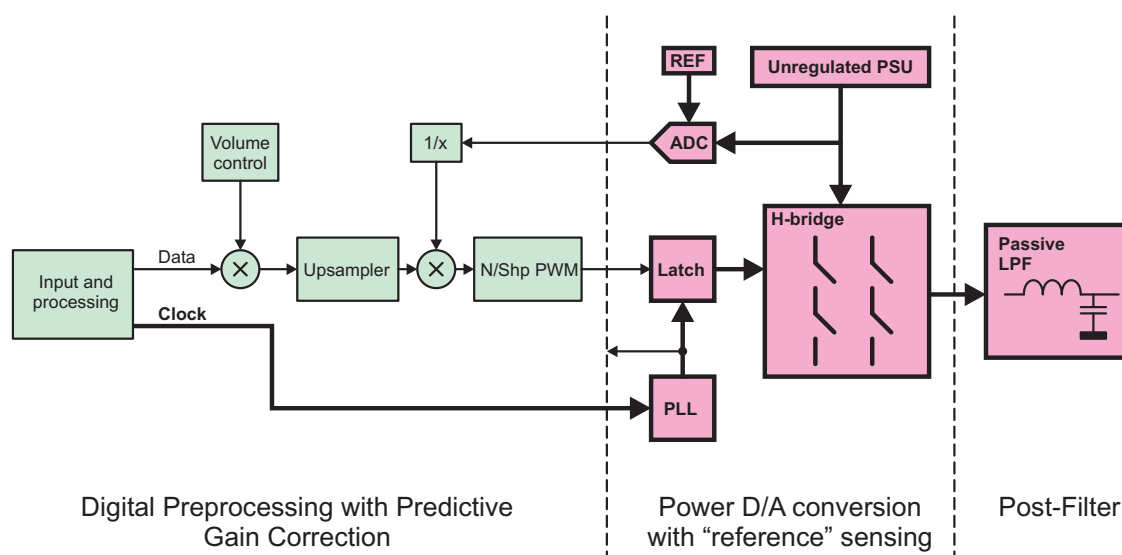 REF
Unregulated PSU
Volume
control
1/x
ADC
H-bridge
Data
Input and
processing
Upsampler
N/Shp PWM
Latch
Passive
LPF
Clock
PLL
Digital Preprocessing with Predictive
Gain Correction
Power D/A conversion
with “reference” sensing
Post-Filter